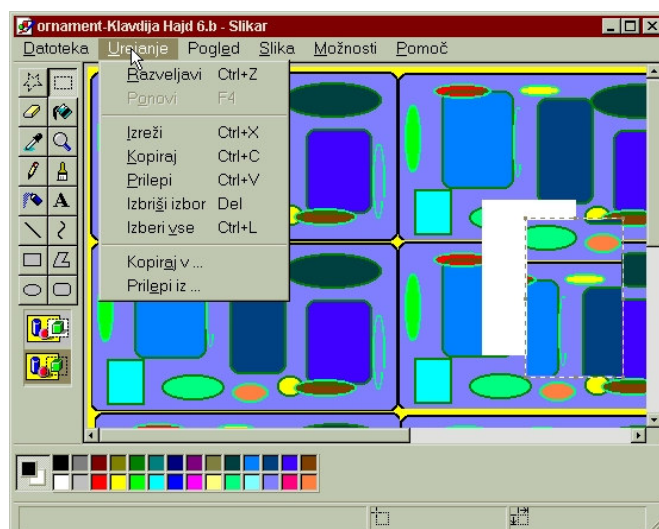 ornament-Klavdija Hajd 6.b - Slikar
Datoteka Urejanje Pogled Slika Možnosti Pomoč
Razveljavi Ctrl+Z
Ponovi F4
Izreži Ctrl+X
Kopiraj Ctrl+C
Prilepi Ctrl+V
Izbriši izbor Del
Izberi vse Ctrl+L
Kopiraj v ...
Prilepi iz ...
A